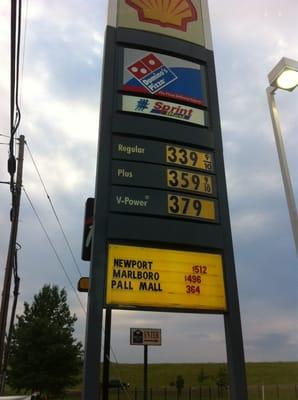 Domino's
Pizza
Sprint
Regular 339 9/10
Plus 359 9/10
V-Power 379
NEWPORT $512
MARLBORO $496
PALL MALL 364
ENTER